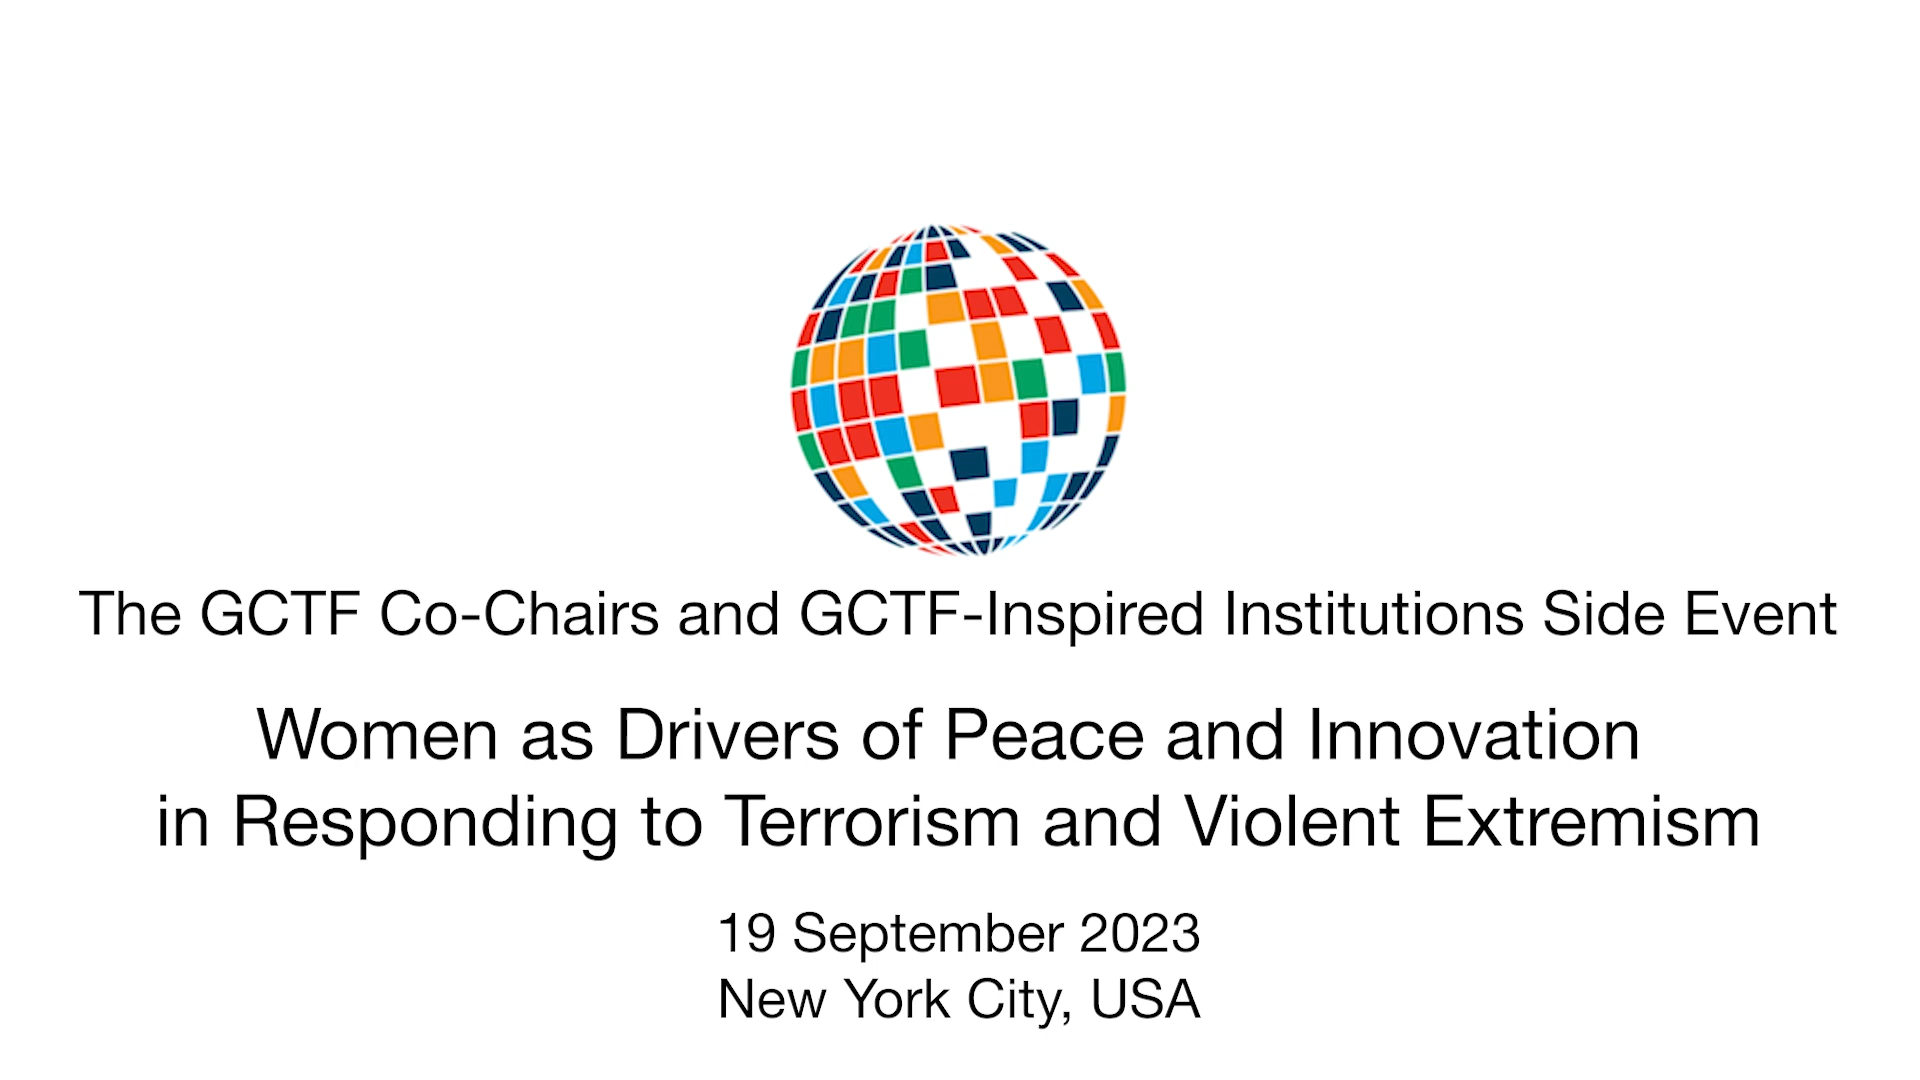 The GCTF Co-Chairs and GCTF-Inspired Institutions Side Event
Women as Drivers of Peace and Innovation
in Responding to Terrorism and Violent Extremism
19 September 2023
New York City, USA